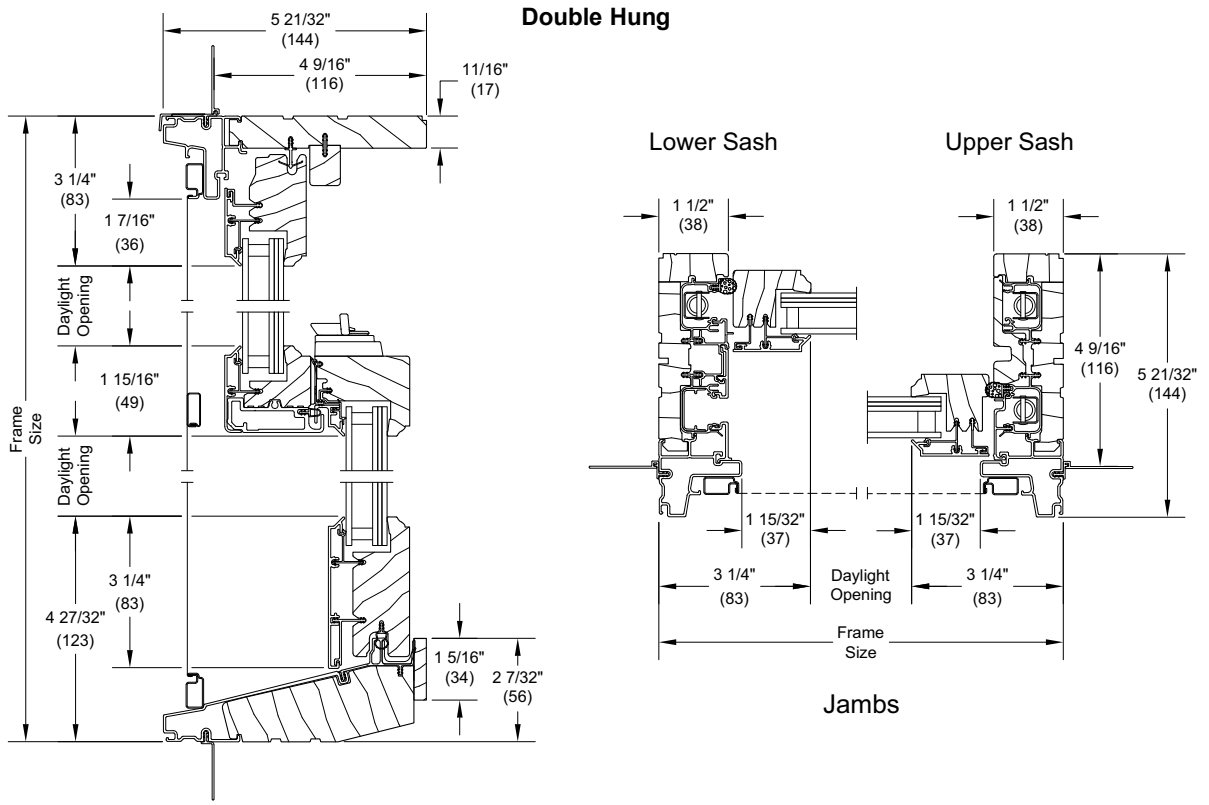 Double Hung
5 21/32"
(144)
4 9/16"
(116)
11/16"
(17)
3 1/4"
(83)
1 7/16"
(36)
Daylight
Opening
1 15/16"
(49)
Frame
Size
Daylight
Opening
3 1/4"
(83)
4 27/32"
(123)
1 5/16"
(34)
2 7/32"
(56)
Lower Sash
Upper Sash
1 1/2"
(38)
1 1/2"
(38)
4 9/16"
(116)
5 21/32"
(144)
1 15/32"
(37)
1 15/32"
(37)
3 1/4"
(83)
Daylight
Opening
3 1/4"
(83)
Frame
Size
Jambs